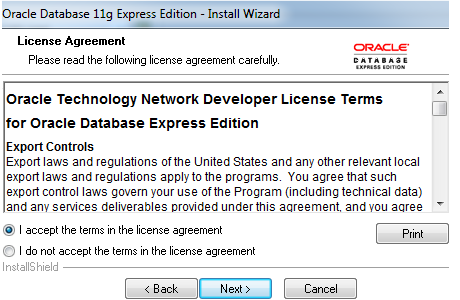 Oracle Database 11g Express Edition - Install Wizard
License Agreement
Please read the following license agreement carefully.
ORACLE®
DATABASE
EXPRESS EDITION
Oracle Technology Network Developer License Terms
for Oracle Database Express Edition
Export Controls
Export laws and regulations of the United States and any other relevant local
export laws and regulations apply to the programs. You agree that such
export control laws govern your use of the Program (including technical data)
and any services deliverables provided under this agreement, and you agree
I accept the terms in the license agreement
Print
I do not accept the terms in the license agreement
InstallShield
< Back
Next >
Cancel